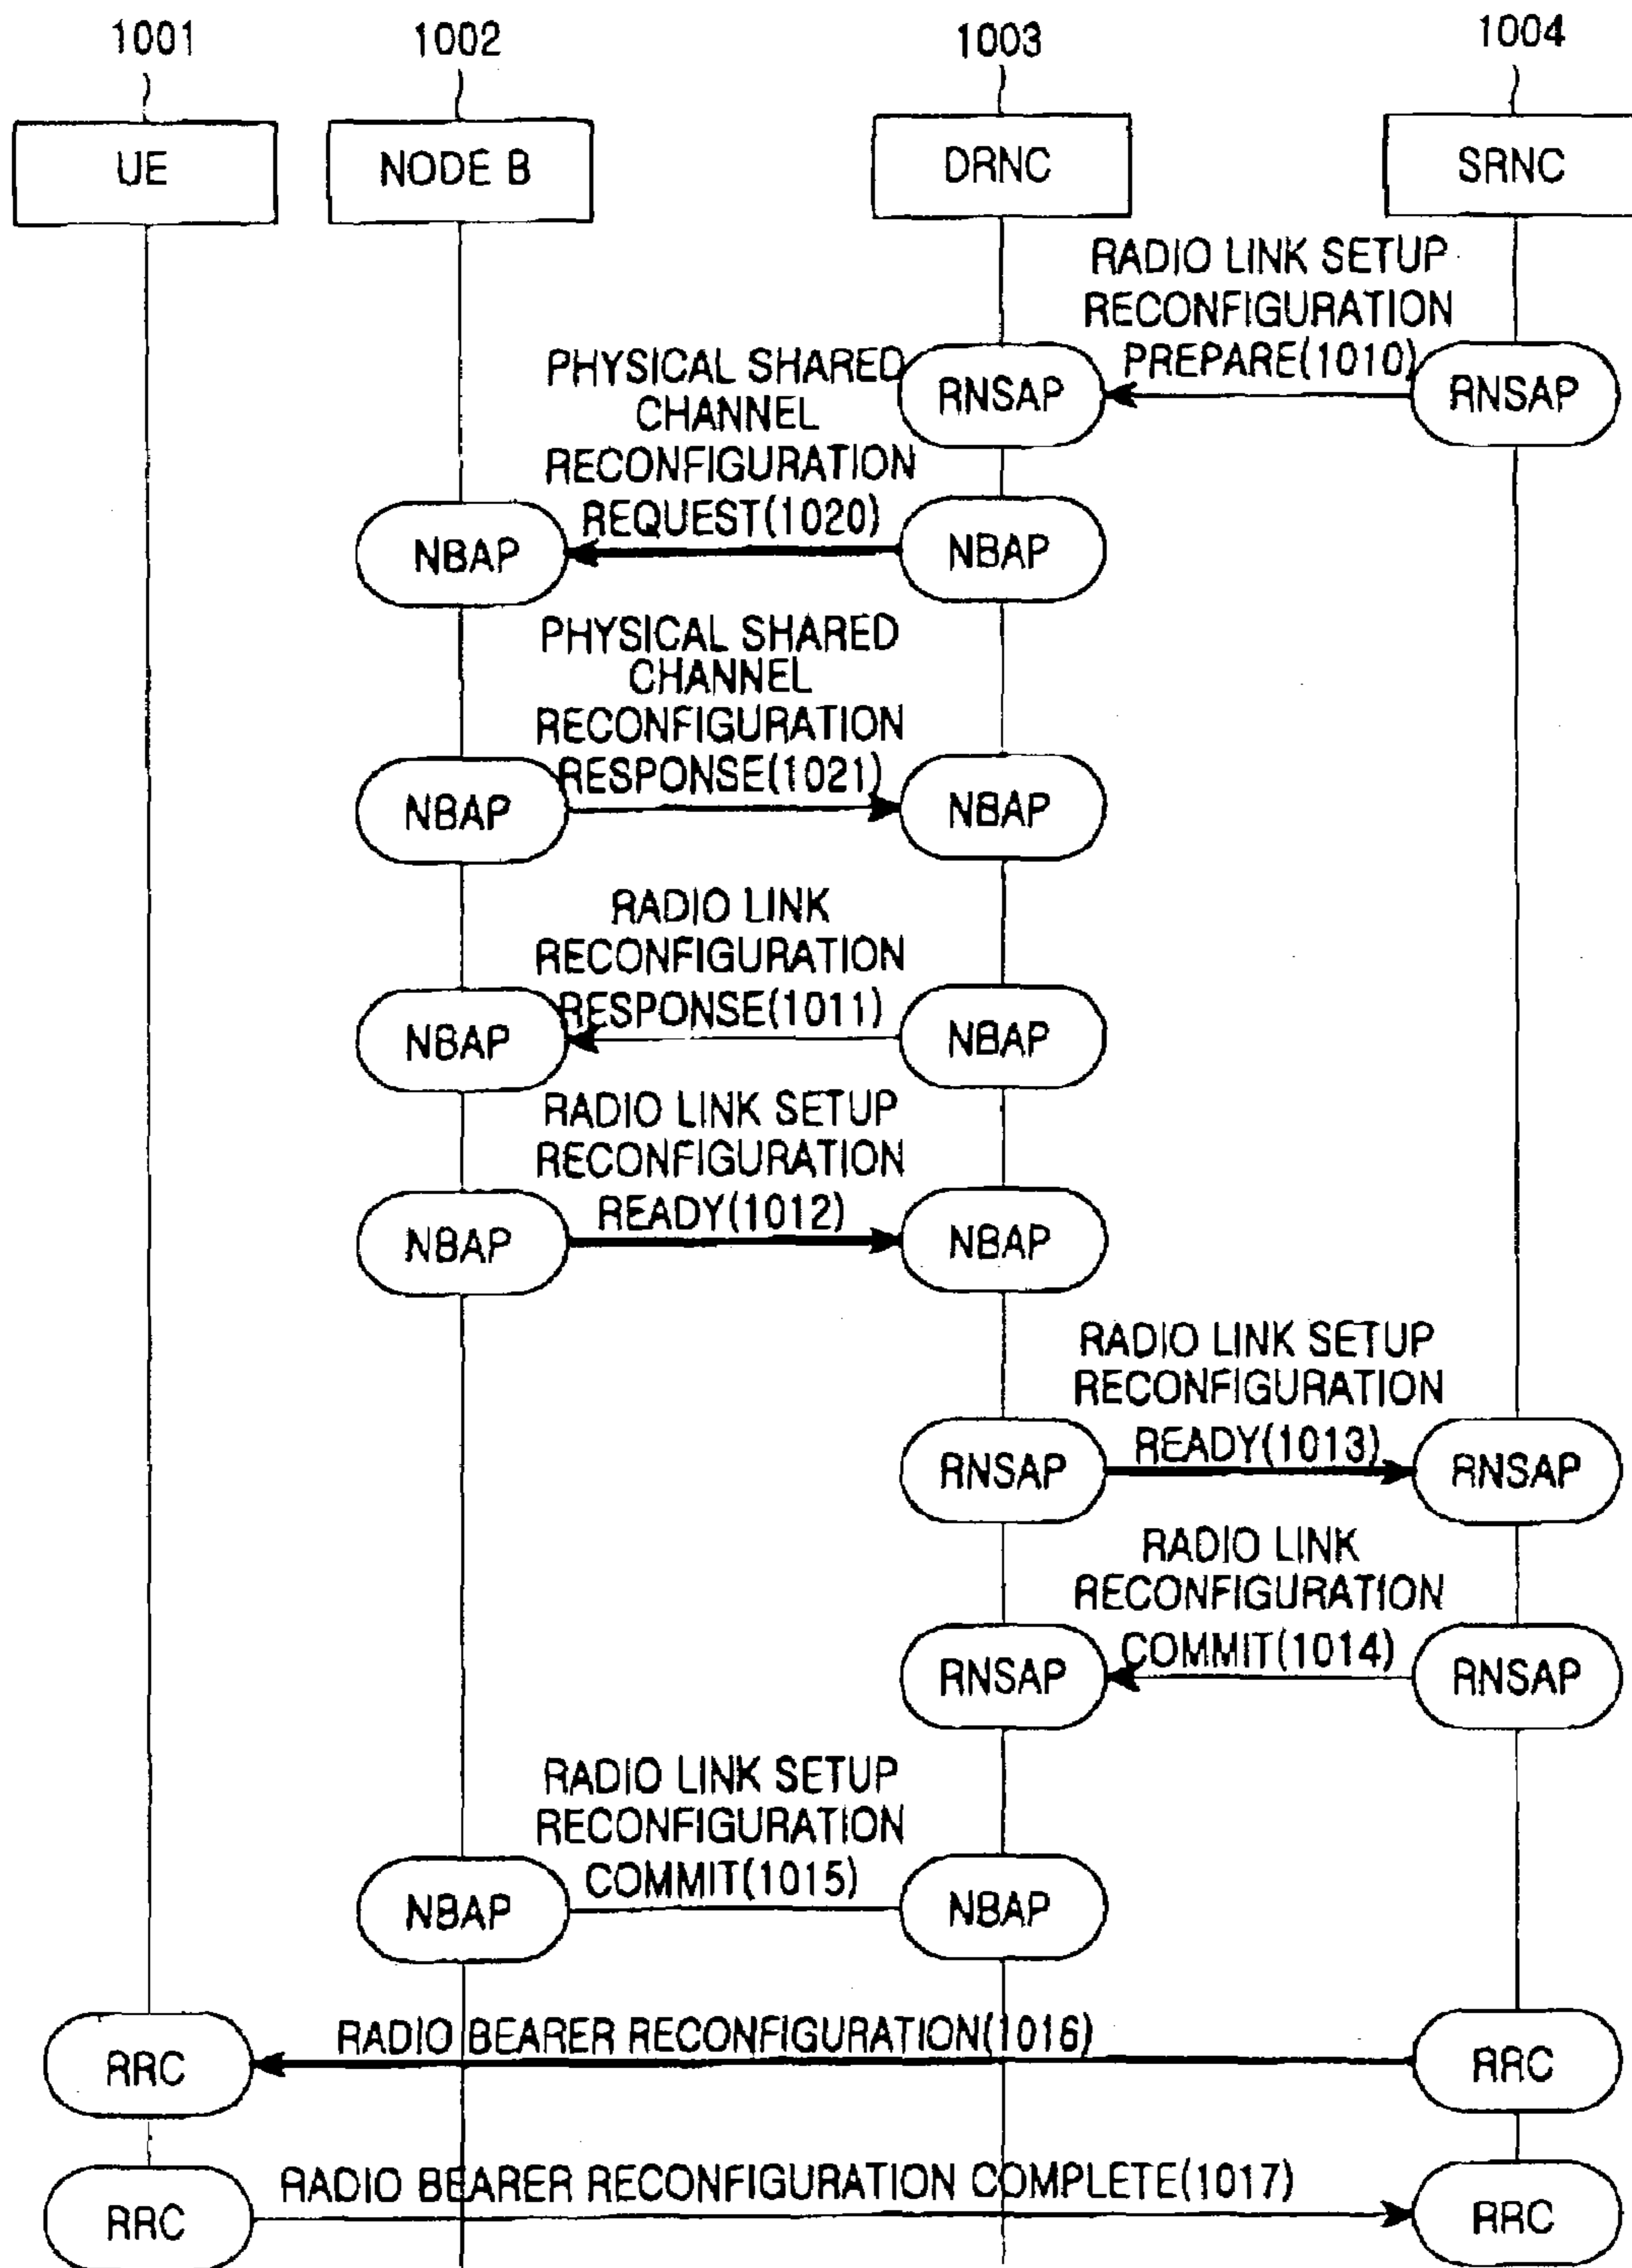 1001
1002
1003
1004
UE
NODE B
DRNC
SRNC
RADIO LINK SETUP
RECONFIGURATION
PREPARE(1010)
RNSAP
RNSAP
PHYSICAL SHARED
CHANNEL
RECONFIGURATION
REQUEST(1020)
NBAP
NBAP
PHYSICAL SHARED
CHANNEL
RECONFIGURATION
RESPONSE(1021)
NBAP
NBAP
RADIO LINK
RECONFIGURATION
RESPONSE(1011)
NBAP
NBAP
RADIO LINK SETUP
RECONFIGURATION
READY(1012)
NBAP
NBAP
RADIO LINK SETUP
RECONFIGURATION
READY(1013)
RNSAP
RNSAP
RADIO LINK
RECONFIGURATION
COMMIT(1014)
RNSAP
RNSAP
RADIO LINK SETUP
RECONFIGURATION
COMMIT(1015)
NBAP
NBAP
RADIO BEARER RECONFIGURATION(1016)
RRC
RRC
RADIO BEARER RECONFIGURATION COMPLETE(1017)
RRC
RRC